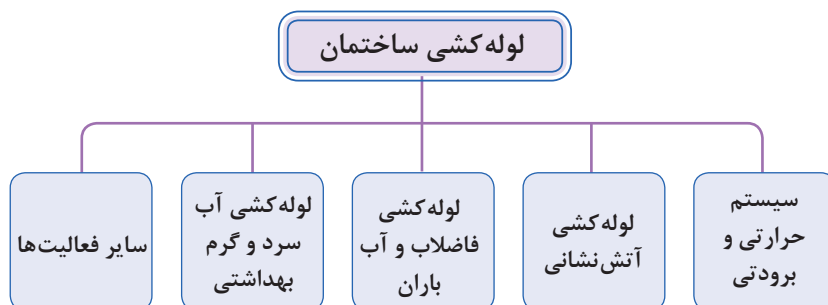 لوله‌کشی ساختمان
سیستم
حرارتی و
برودتی
لوله‌کشی
آتش‌نشانی
لوله‌کشی
فاضلاب و آب
باران
لوله‌کشی آب
سرد و گرم
بهداشتی
سایر فعالیت‌ها